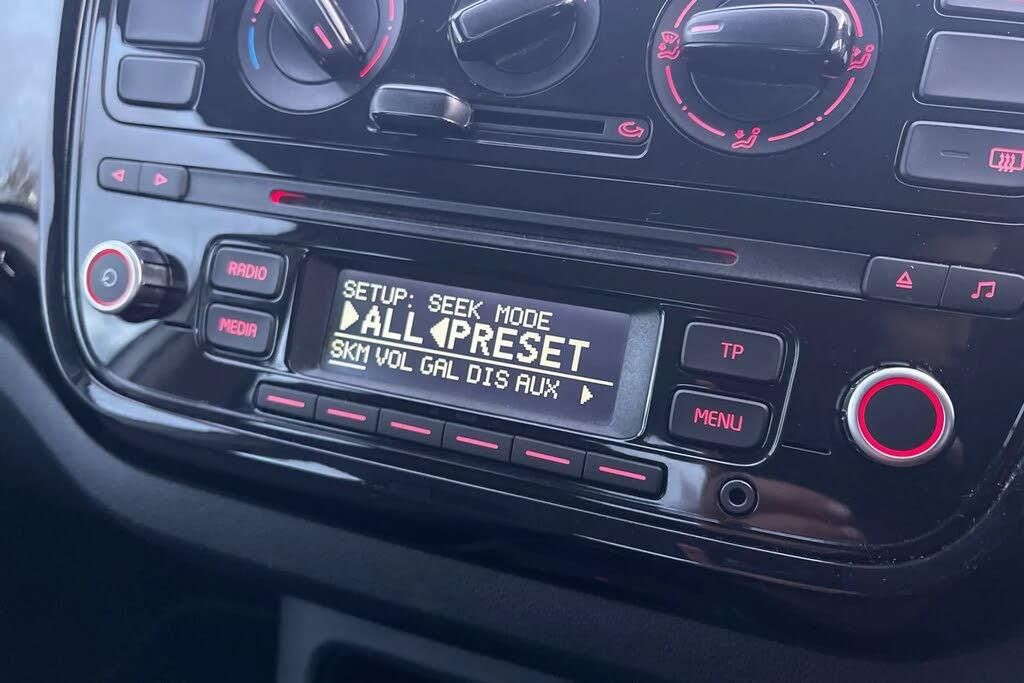 RADIO
MEDIA
SETUP: SEEK MODE
ALL PRESET
SKM VOL GAL DIS AUX
TP
MENU